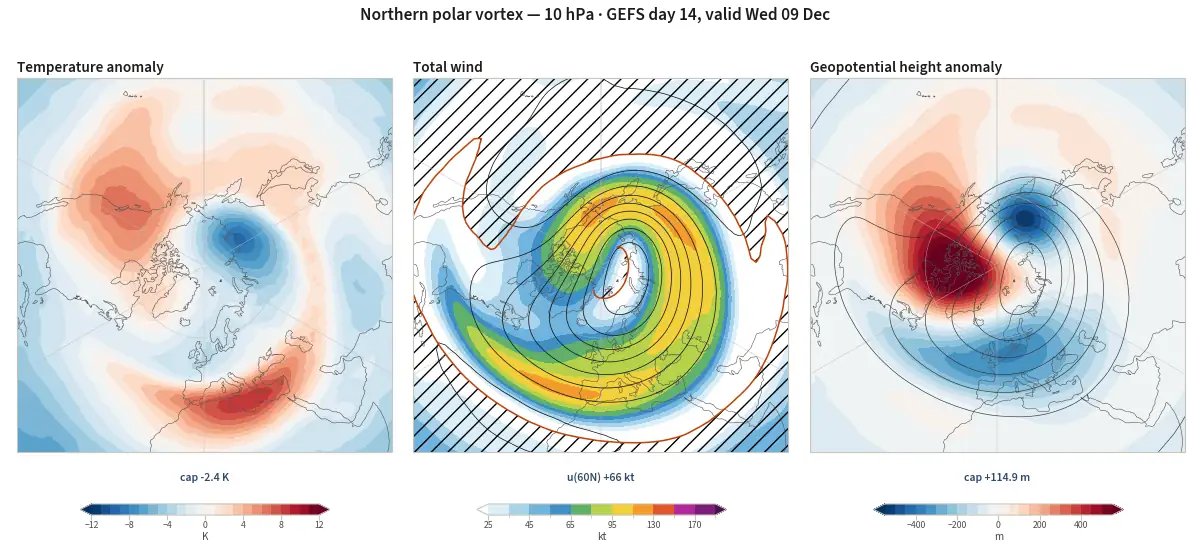 Northern polar vortex — 10 hPa · GEFS day 14, valid Wed 09 Dec
Temperature anomaly
Total wind
Geopotential height anomaly
cap -2.4 K
u(60N) +66 kt
cap +114.9 m
−12 −8 −4 0 4 8 12
K
25 45 65 95 130 170
kt
−400 −200 0 200 400
m